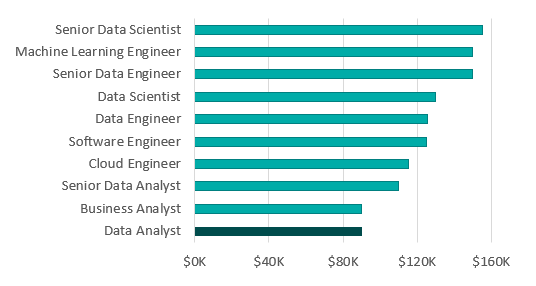 Senior Data Scientist
Machine Learning Engineer
Senior Data Engineer
Data Scientist
Data Engineer
Software Engineer
Cloud Engineer
Senior Data Analyst
Business Analyst
Data Analyst
$0K $40K $80K $120K $160K